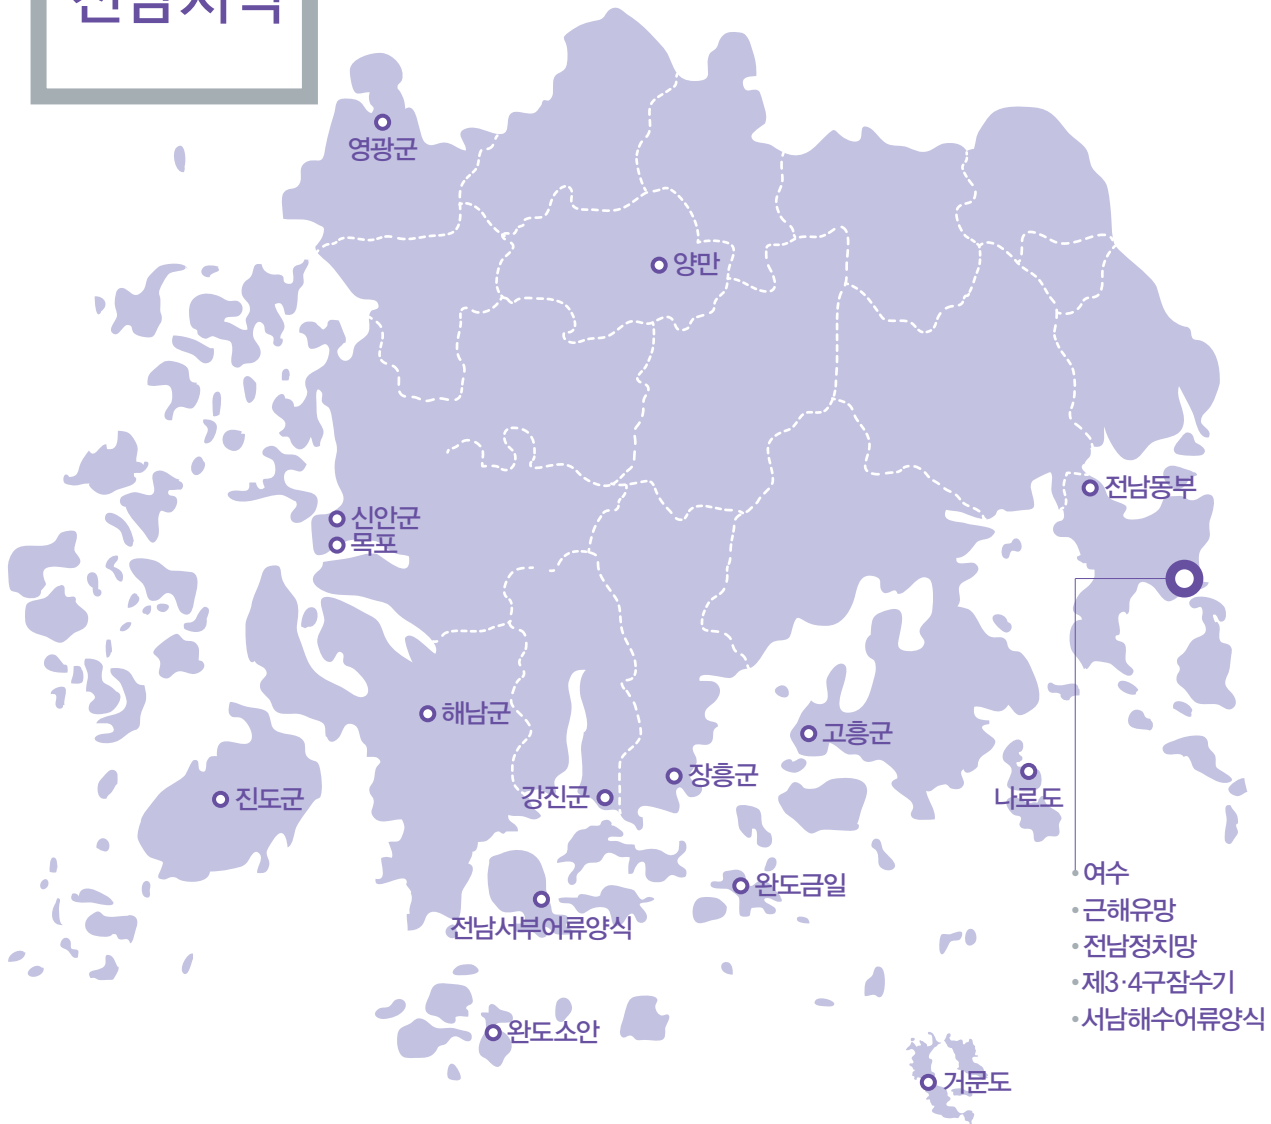 전남지역
영광군
양만
전남동부
신안군
목포
해남군
고흥군
장흥군
나로도
강진군
진도군
여수
완도금일
근해유망
전남서부어류양식
전남정치망
제3·4구잠수기
서남해수어류양식
완도소안
거문도